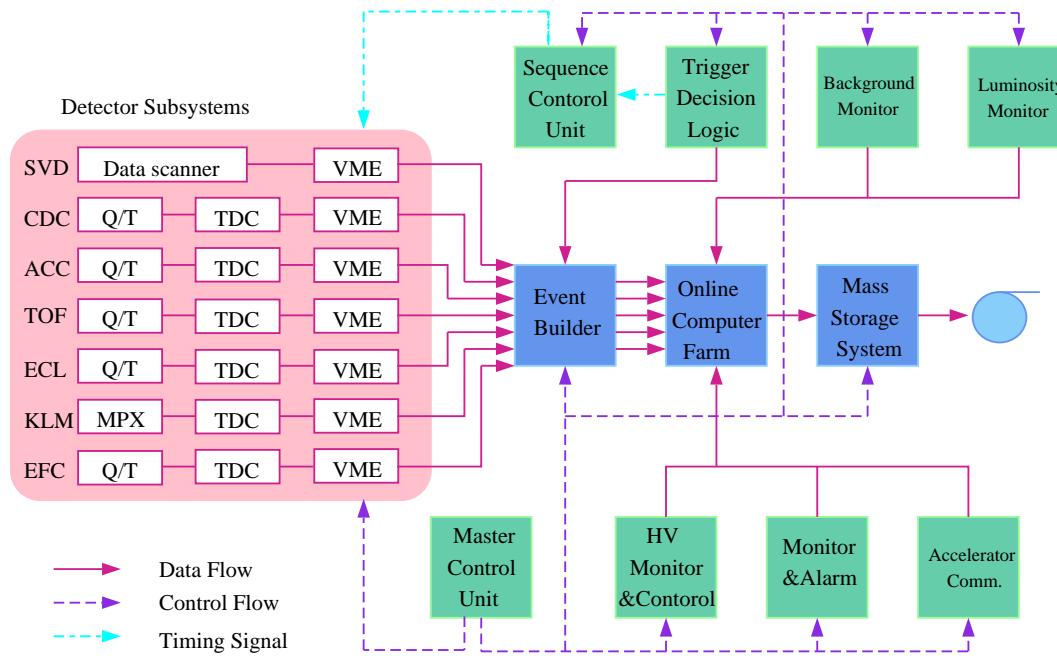 Sequence
Contorol
Unit
Trigger
Decision
Logic
Background
Monitor
Luminosity
Monitor
Detector Subsystems
SVD Data scanner VME
CDC Q/T TDC VME
ACC Q/T TDC VME
TOF Q/T TDC VME
ECL Q/T TDC VME
KLM MPX TDC VME
EFC Q/T TDC VME
Event
Builder
Online
Computer
Farm
Mass
Storage
System
Master
Control
Unit
HV
Monitor
&Contorol
Monitor
&Alarm
Accelerator
Comm.
Data Flow
Control Flow
Timing Signal